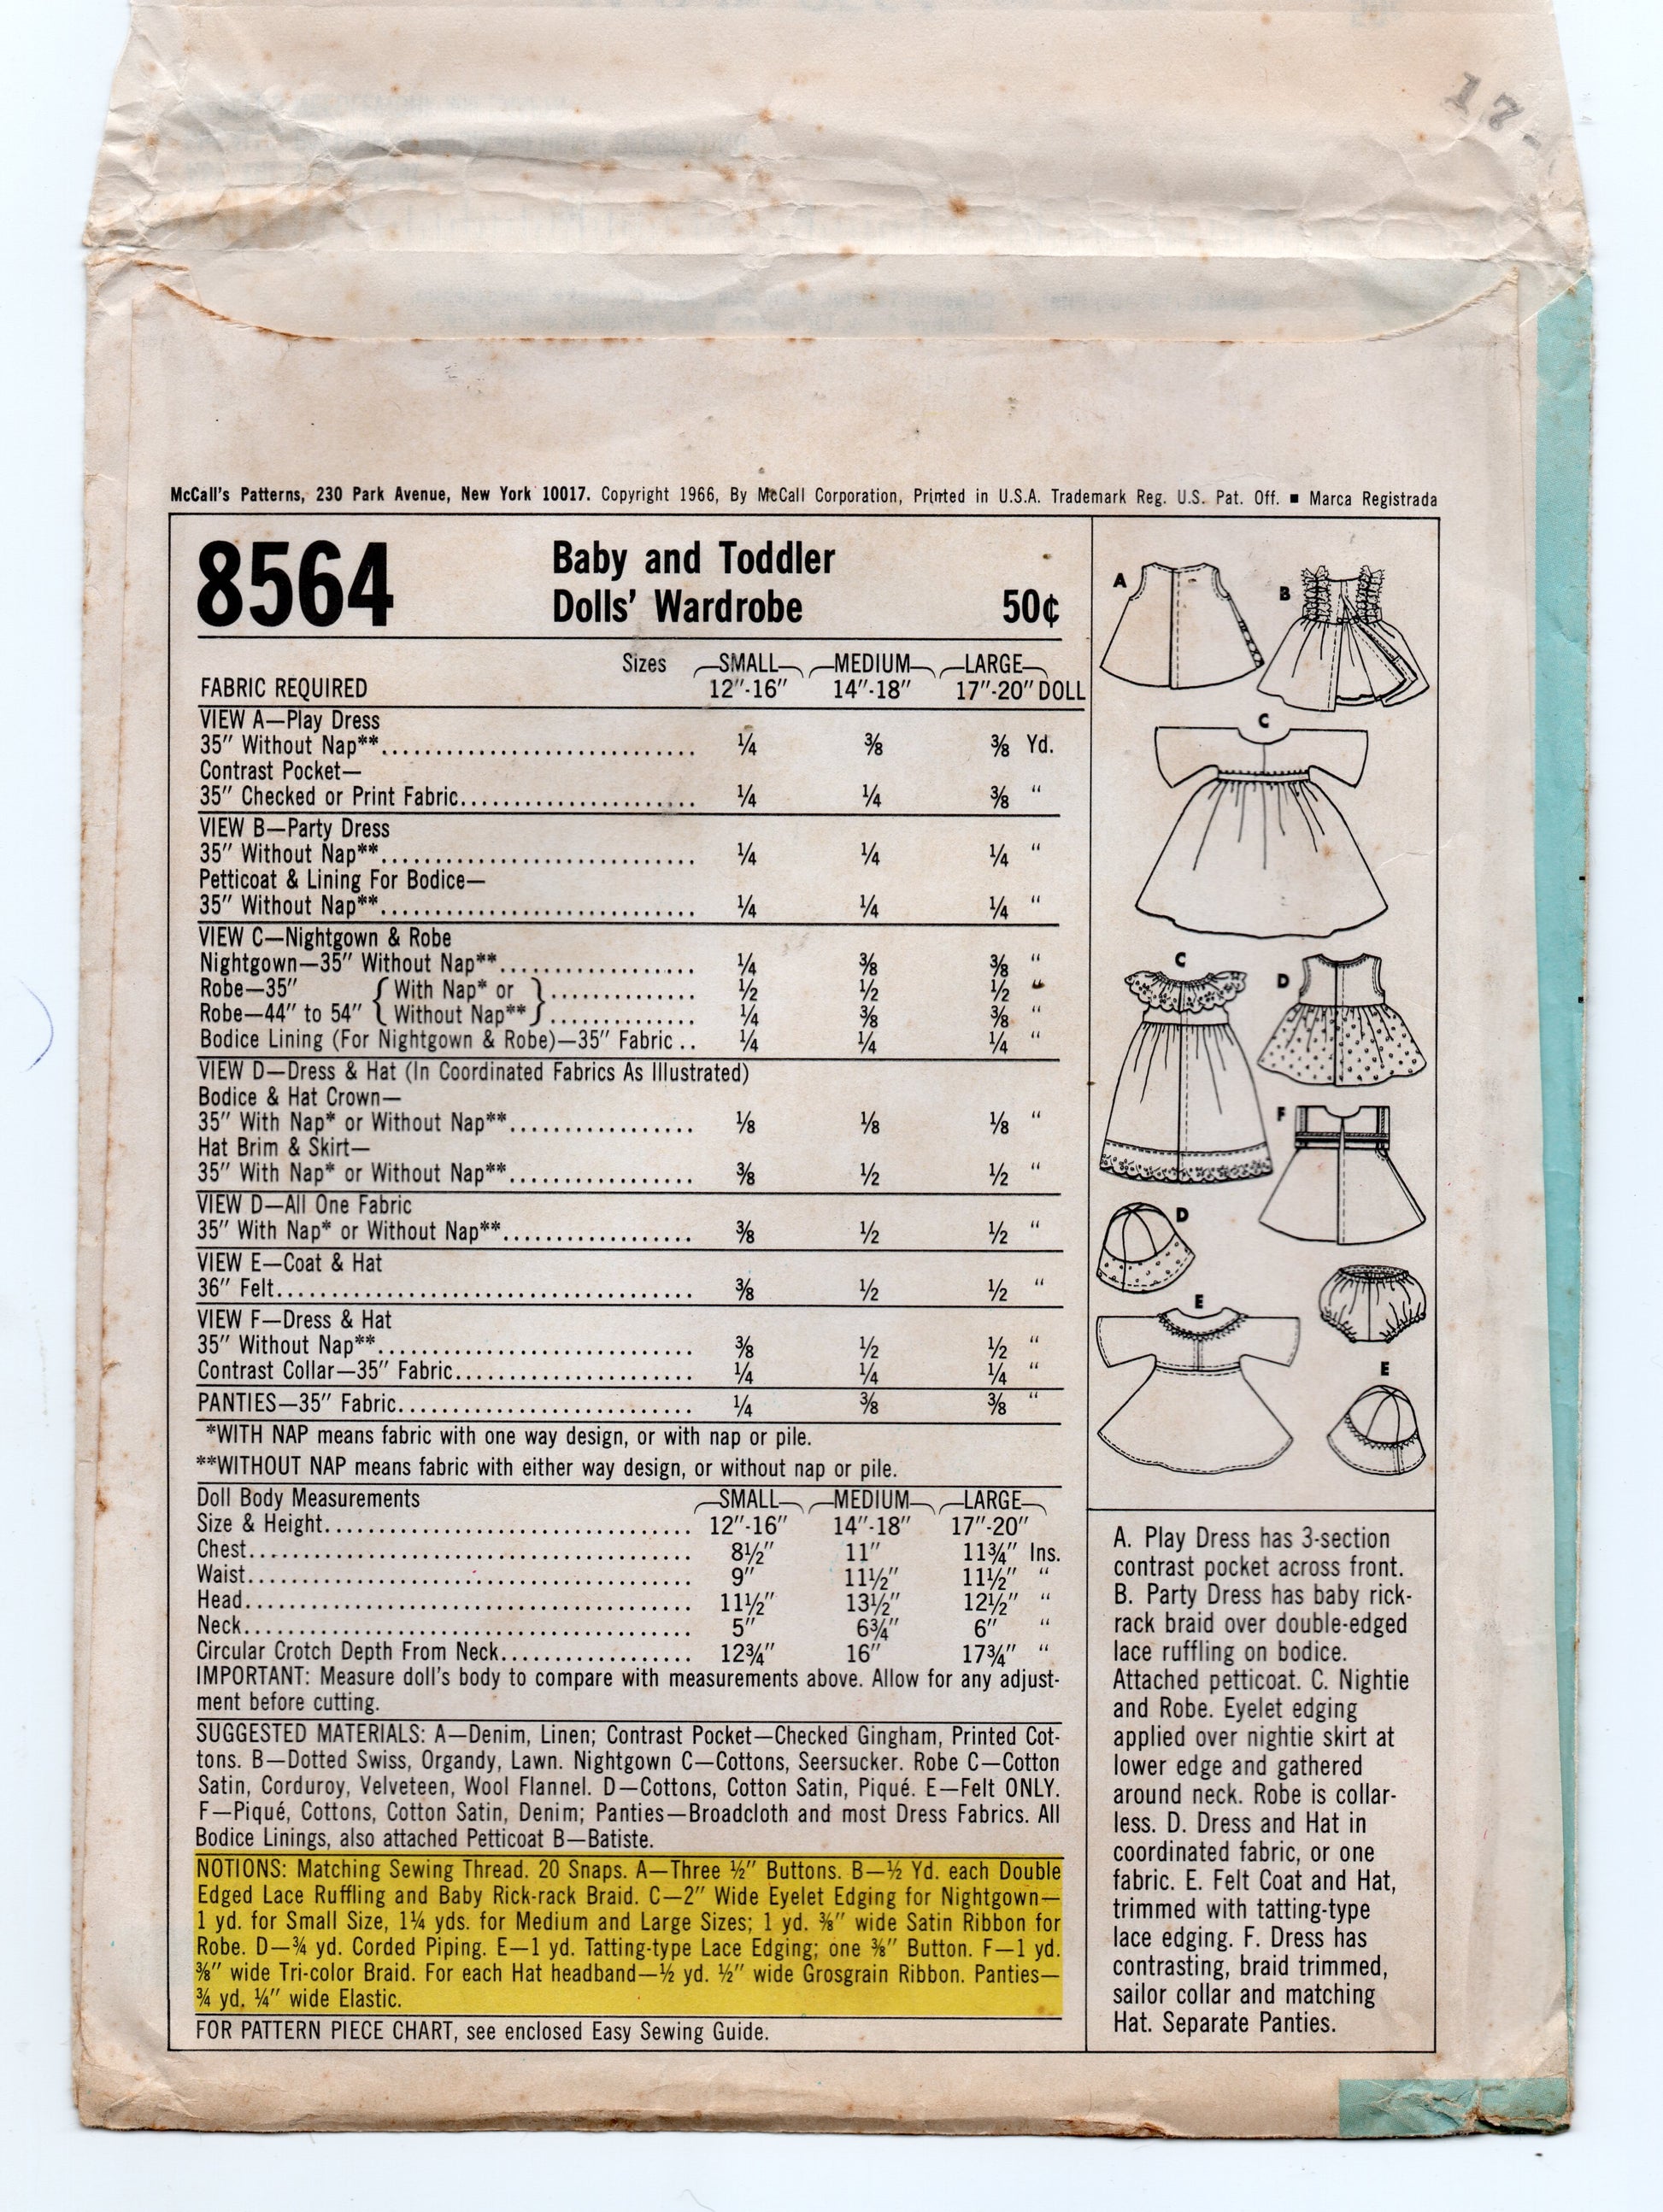 17-
McCall's Patterns, 230 Park Avenue, New York 10017. Copyright 1966, By McCall Corporation, Printed in U.S.A. Trademark Reg. U.S. Pat. Off. ■ Marca Registrada
8564
Baby and Toddler
Dolls' Wardrobe
50¢
Sizes SMALL MEDIUM LARGE
FABRIC REQUIRED 12"-16" 14"-18" 17"-20" DOLL
VIEW A—Play Dress
35" Without Nap**.............................. ¼ ⅜ ⅜ Yd.
Contrast Pocket—
35" Checked or Print Fabric...................... ¼ ¼ ⅜ "
VIEW B—Party Dress
35" Without Nap**.............................. ¼ ¼ ¼ "
Petticoat & Lining For Bodice—
35" Without Nap**.............................. ¼ ¼ ¼ "
VIEW C—Nightgown & Robe
Nightgown—35" Without Nap**.................. ¼ ⅜ ⅜ "
Robe—35" { With Nap* or } .............. ½ ½ ½ "
Robe—44" to 54" { Without Nap** } .............. ¼ ⅜ ⅜ "
Bodice Lining (For Nightgown & Robe)—35" Fabric .. ¼ ¼ ¼ "
VIEW D—Dress & Hat (In Coordinated Fabrics As Illustrated)
Bodice & Hat Crown—
35" With Nap* or Without Nap**................. ⅛ ⅛ ⅛ "
Hat Brim & Skirt—
35" With Nap* or Without Nap**................. ⅜ ½ ½ "
VIEW D—All One Fabric
35" With Nap* or Without Nap**.................. ⅜ ½ ½ "
VIEW E—Coat & Hat
36" Felt....................................... ⅜ ½ ½ "
VIEW F—Dress & Hat
35" Without Nap**.............................. ⅜ ½ ½ "
Contrast Collar—35" Fabric...................... ¼ ¼ ¼ "
PANTIES—35" Fabric............................ ¼ ⅜ ⅜ "
*WITH NAP means fabric with one way design, or with nap or pile.
**WITHOUT NAP means fabric with either way design, or without nap or pile.
Doll Body Measurements SMALL MEDIUM LARGE
Size & Height................................... 12"-16" 14"-18" 17"-20"
Chest.......................................... 8½" 11" 11¾" Ins.
Waist.......................................... 9" 11½" 11½" "
Head........................................... 11½" 13½" 12½" "
Neck........................................... 5" 6¾" 6" "
Circular Crotch Depth From Neck.................. 12¾" 16" 17¾" "
IMPORTANT: Measure doll's body to compare with measurements above. Allow for any adjust-
ment before cutting.
SUGGESTED MATERIALS: A—Denim, Linen; Contrast Pocket—Checked Gingham, Printed Cot-
tons. B—Dotted Swiss, Organdy, Lawn. Nightgown C—Cottons, Seersucker. Robe C—Cotton
Satin, Corduroy, Velveteen, Wool Flannel. D—Cottons, Cotton Satin, Piqué. E—Felt ONLY.
F—Piqué, Cottons, Cotton Satin, Denim; Panties—Broadcloth and most Dress Fabrics. All
Bodice Linings, also attached Petticoat B—Batiste.
NOTIONS: Matching Sewing Thread. 20 Snaps. A—Three ½" Buttons. B—½ Yd. each Double
Edged Lace Ruffling and Baby Rick-rack Braid. C—2" Wide Eyelet Edging for Nightgown—
1 yd. for Small Size, 1¼ yds. for Medium and Large Sizes; 1 yd. ⅜" wide Satin Ribbon for
Robe. D—¾ yd. Corded Piping. E—1 yd. Tatting-type Lace Edging; one ⅜" Button. F—1 yd.
⅜" wide Tri-color Braid. For each Hat headband—½ yd. ½" wide Grosgrain Ribbon. Panties—
¾ yd. ¼" wide Elastic.
FOR PATTERN PIECE CHART, see enclosed Easy Sewing Guide.
A
B
C
C
D
F
D
E
E
A. Play Dress has 3-section
contrast pocket across front.
B. Party Dress has baby rick-
rack braid over double-edged
lace ruffling on bodice.
Attached petticoat. C. Nightie
and Robe. Eyelet edging
applied over nightie skirt at
lower edge and gathered
around neck. Robe is collar-
less. D. Dress and Hat in
coordinated fabric, or one
fabric. E. Felt Coat and Hat,
trimmed with tatting-type
lace edging. F. Dress has
contrasting, braid trimmed,
sailor collar and matching
Hat. Separate Panties.